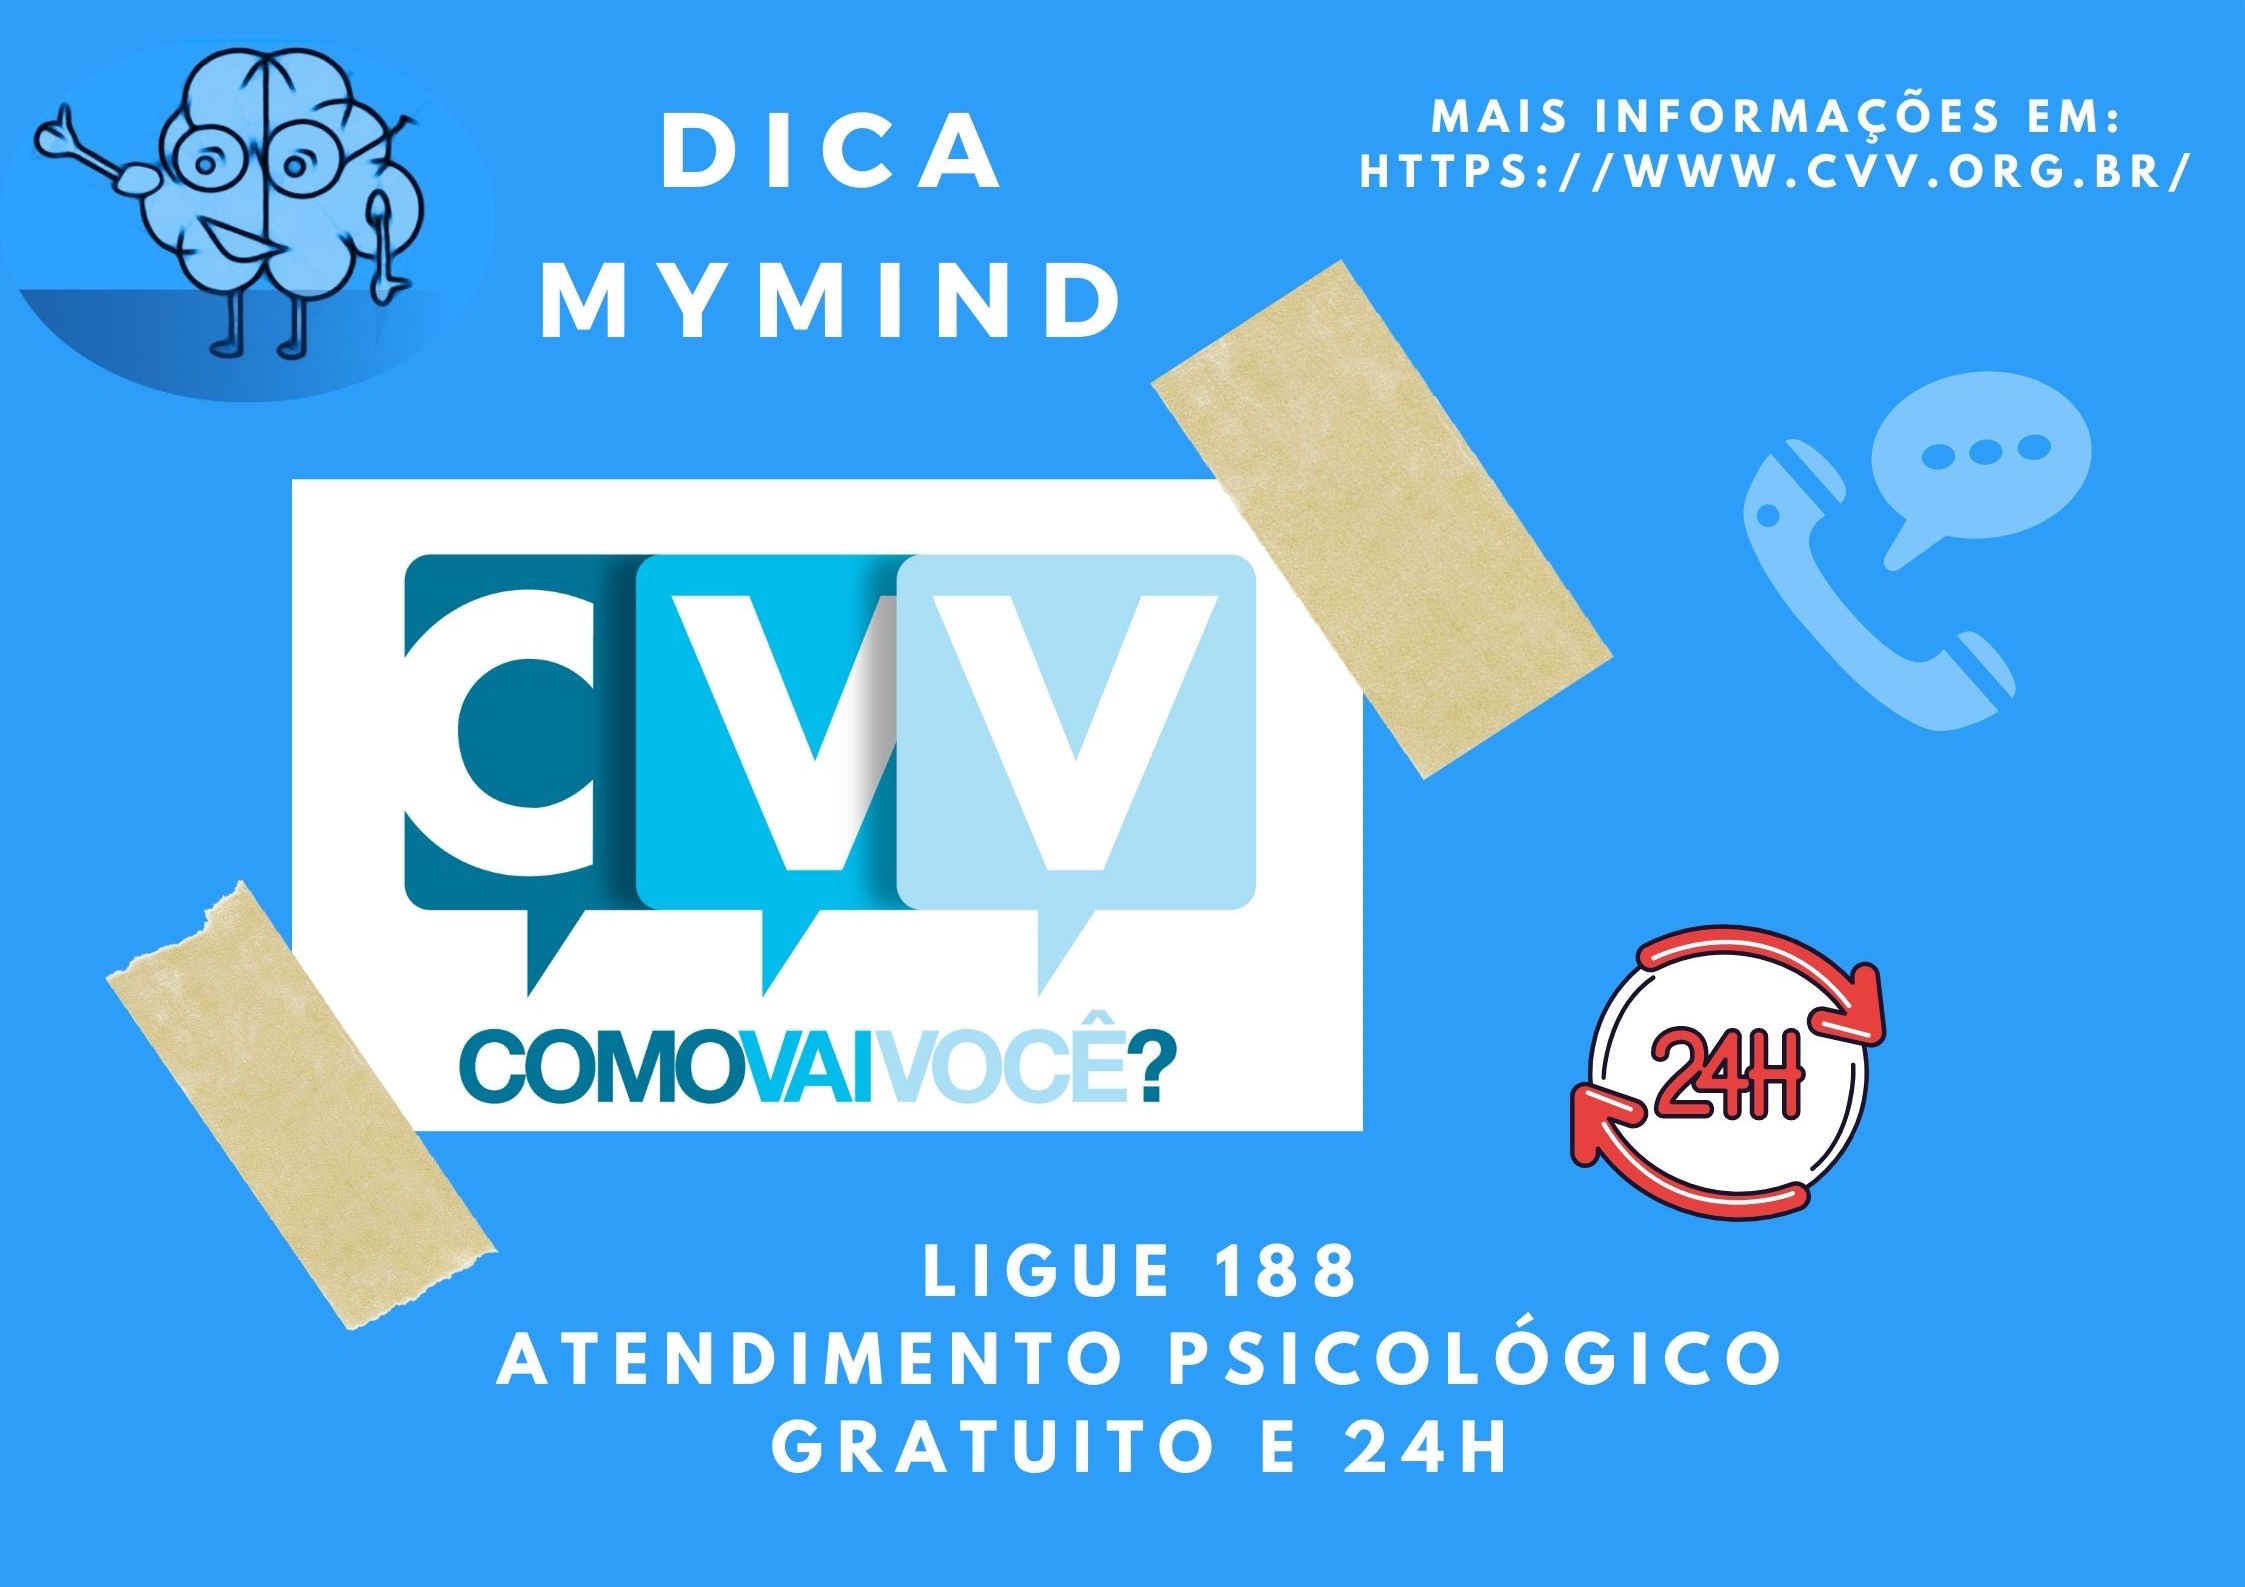 DICA
MYMIND
MAIS INFORMAÇÕES EM:
HTTPS://WWW.CVV.ORG.BR/
CVV
COMOVAIVOCÊ?
24H
LIGUE 188
ATENDIMENTO PSICOLÓGICO
GRATUITO E 24H